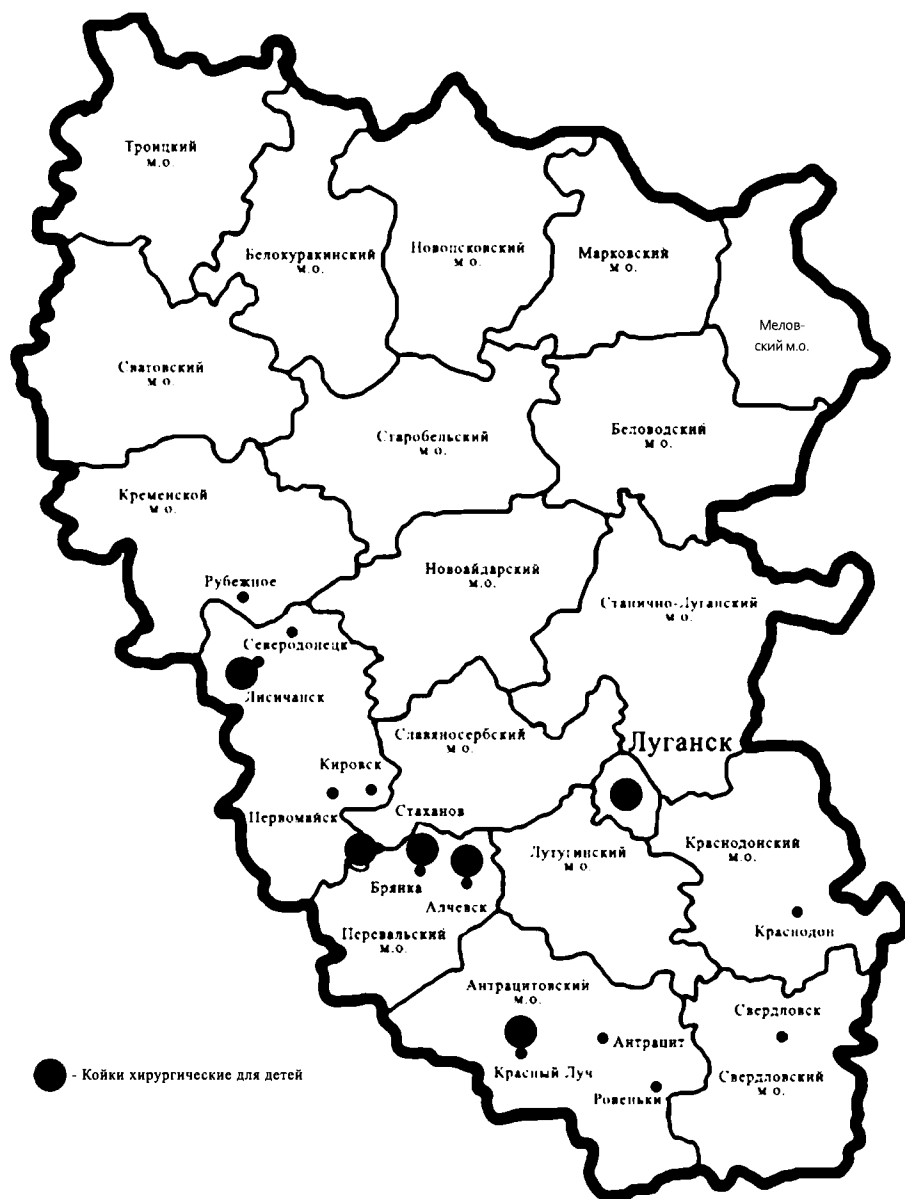 Троицкий
м.о.
Белокуракинский
м.о.
Новопсковский
м.о.
Марковский
м.о.
Мелов-
ский м.о.
Сватовский
м.о.
Старобельский
м.о.
Беловодский
м.о.
Кременской
м.о.
Новоайдарский
м.о.
Рубежное
Станично-Луганский
м.о.
Северодонецк
Лисичанск
Славяносербский
м.о.
Луганск
Кировск
Первомайск
Стаханов
Краснодонский
м.о.
Лутугинский
м.о.
Брянка
Алчевск
Краснодон
Перевальский
м.о.
Антрацитовский
м.о.
Свердловск
Антрацит
Красный Луч
- Койки хирургические для детей
Свердловский
м.о.
Ровеньки